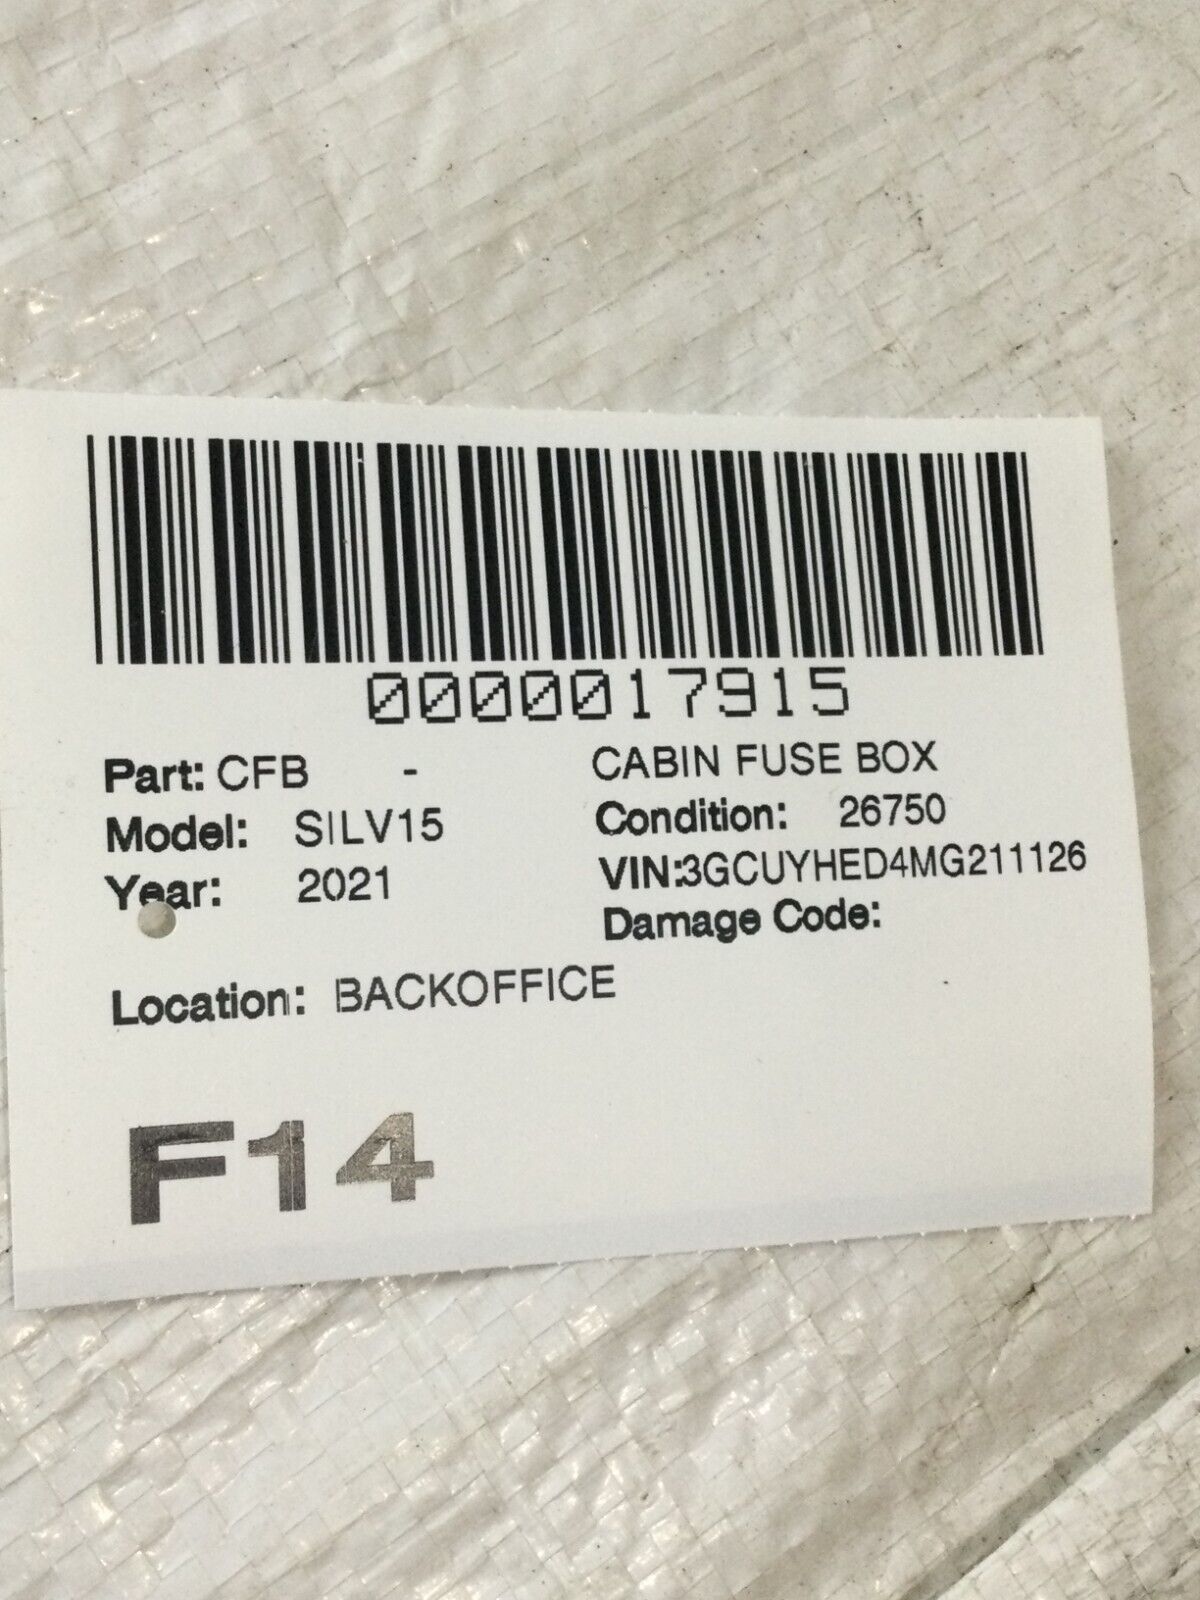 0000017915
Part: CFB - CABIN FUSE BOX
Model: SILV15 Condition: 26750
Year: 2021 VIN:3GCUYHED4MG211126
Damage Code:
Location: BACKOFFICE
F14